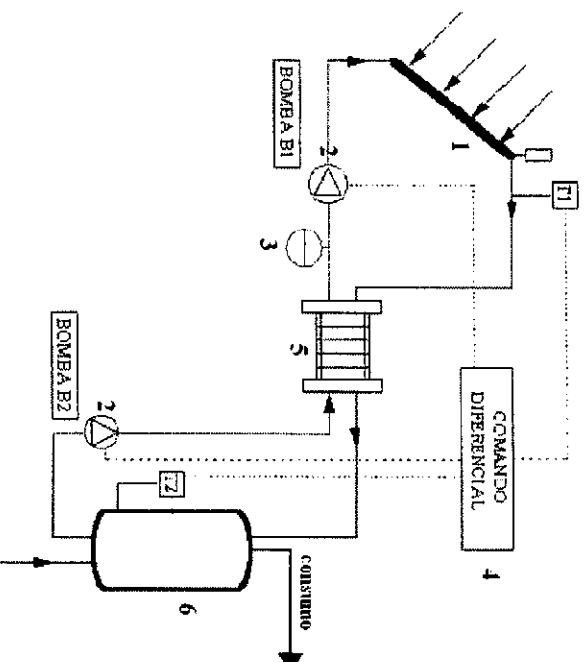 1
T1
2
BOMBA B1
3
5
COMANDO
DIFERENCIAL
4
2
BOMBA B2
T2
6
consumo